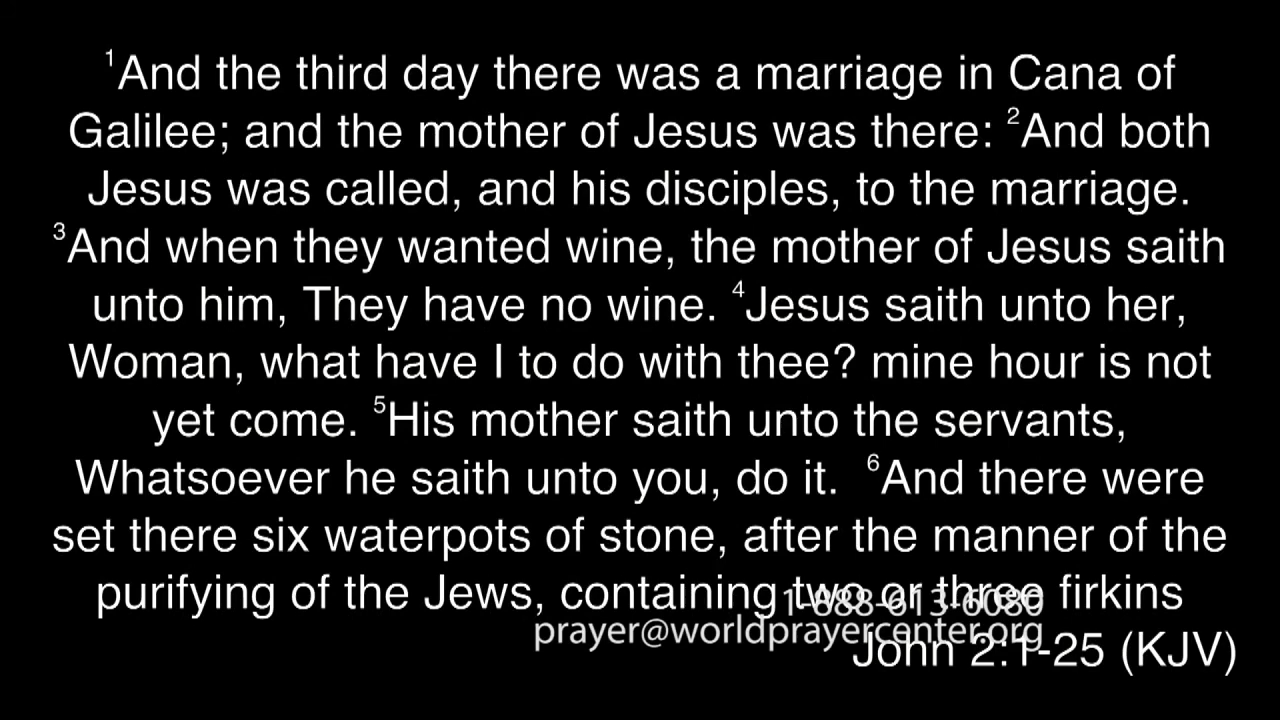 ¹And the third day there was a marriage in Cana of
Galilee; and the mother of Jesus was there: ²And both
Jesus was called, and his disciples, to the marriage.
³And when they wanted wine, the mother of Jesus saith
unto him, They have no wine. ⁴Jesus saith unto her,
Woman, what have I to do with thee? mine hour is not
yet come. ⁵His mother saith unto the servants,
Whatsoever he saith unto you, do it. ⁶And there were
set there six waterpots of stone, after the manner of the
purifying of the Jews, containing two or three firkins
1-888-613-6080
prayer@worldprayercenter.org
John 2:1-25 (KJV)